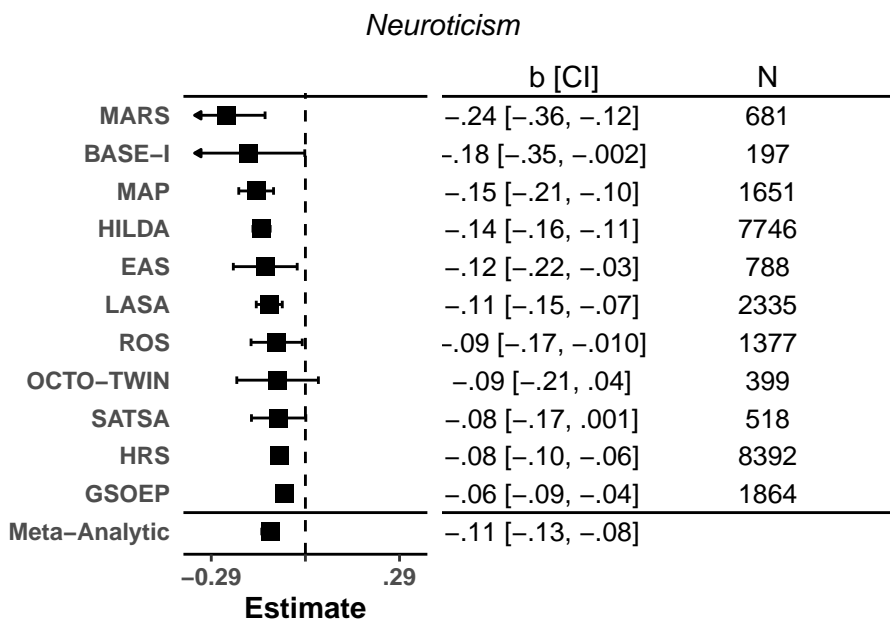 Neuroticism
b [CI] N
MARS −.24 [−.36, −.12] 681
BASE−I −.18 [−.35, −.002] 197
MAP −.15 [−.21, −.10] 1651
HILDA −.14 [−.16, −.11] 7746
EAS −.12 [−.22, −.03] 788
LASA −.11 [−.15, −.07] 2335
ROS −.09 [−.17, −.010] 1377
OCTO−TWIN −.09 [−.21, .04] 399
SATSA −.08 [−.17, .001] 518
HRS −.08 [−.10, −.06] 8392
GSOEP −.06 [−.09, −.04] 1864
Meta−Analytic −.11 [−.13, −.08]
−0.29 .29
Estimate